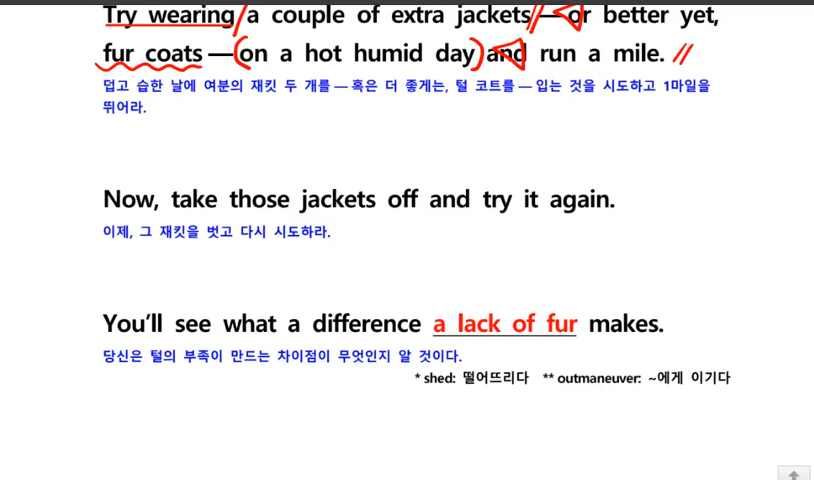 Try wearing a couple of extra jackets — or better yet,
fur coats — on a hot humid day and run a mile.
덥고 습한 날에 여분의 재킷 두 개를 — 혹은 더 좋게는, 털 코트를 — 입는 것을 시도하고 1마일을
뛰어라.
Now, take those jackets off and try it again.
이제, 그 재킷을 벗고 다시 시도하라.
You'll see what a difference a lack of fur makes.
당신은 털의 부족이 만드는 차이점이 무엇인지 알 것이다.
* shed: 떨어뜨리다 ** outmaneuver: ~에게 이기다